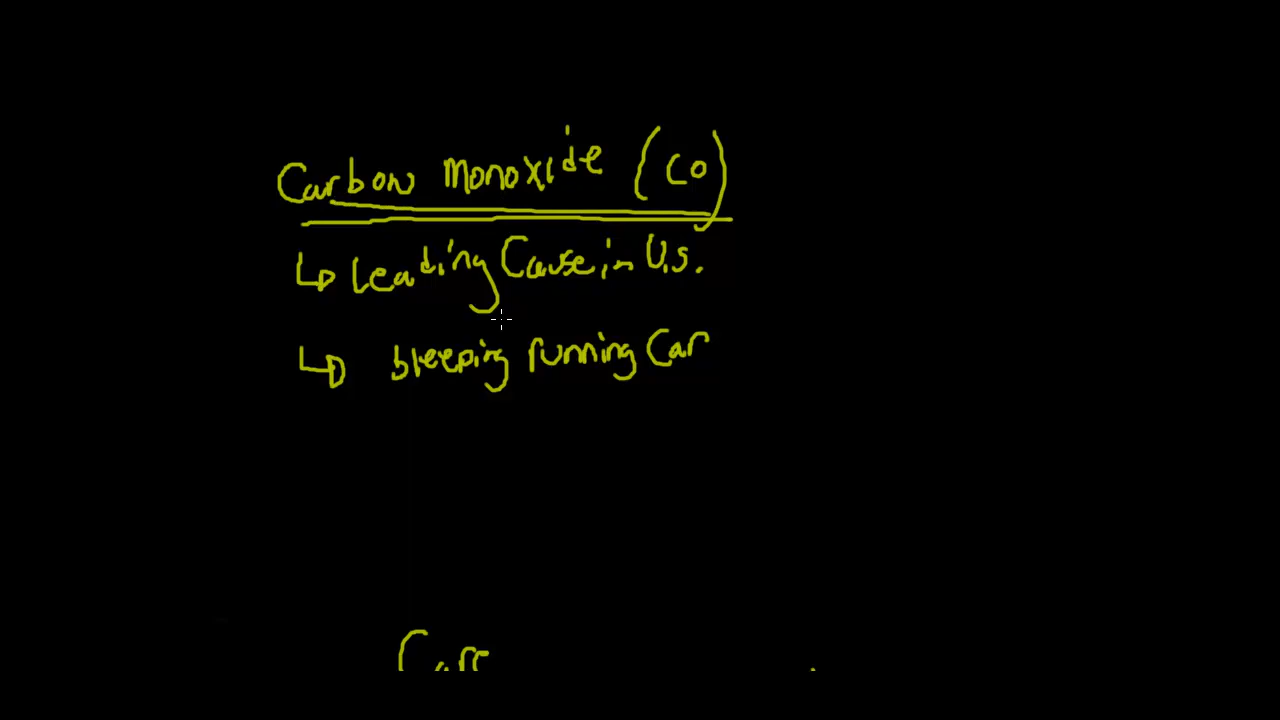 Carbon Monoxide (CO)
↳ Leading Cause in U.S.
↳ sleeping running Car